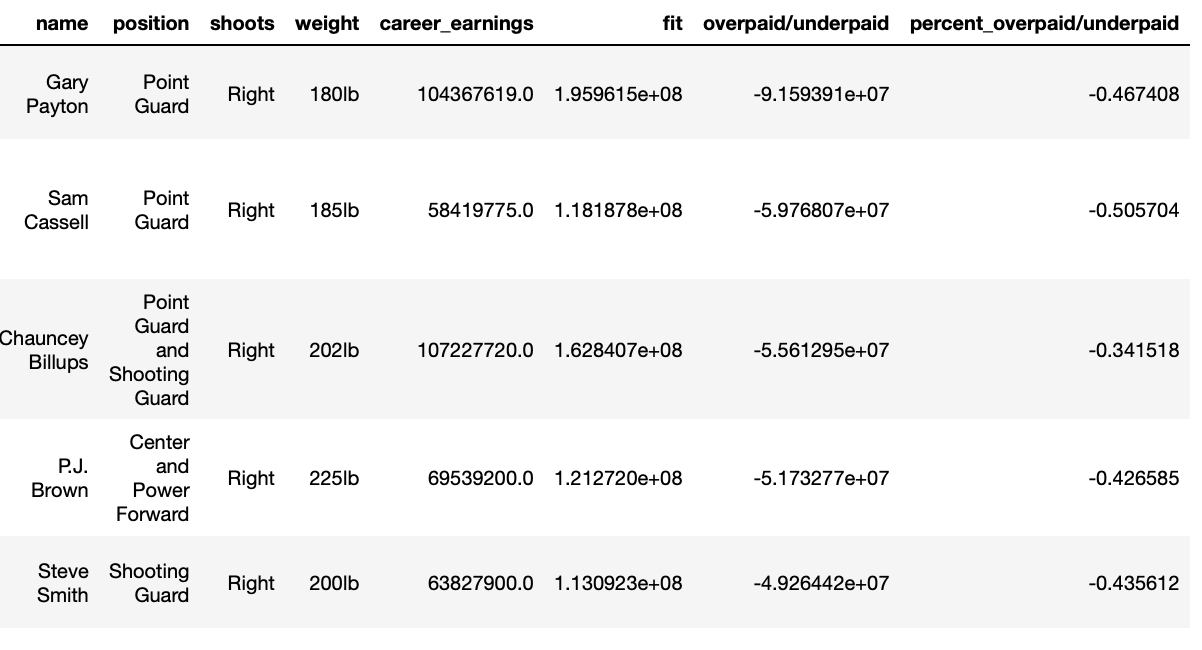 name position shoots weight career_earnings fit overpaid/underpaid percent_overpaid/underpaid
Gary Point
Payton Guard Right 180lb 104367619.0 1.959615e+08 -9.159391e+07 -0.467408
Sam Point
Cassell Guard Right 185lb 58419775.0 1.181878e+08 -5.976807e+07 -0.505704
Point
Guard
Chauncey and
Billups Shooting Right 202lb 107227720.0 1.628407e+08 -5.561295e+07 -0.341518
Guard
Center
P.J. and
Brown Power Right 225lb 69539200.0 1.212720e+08 -5.173277e+07 -0.426585
Forward
Steve Shooting
Smith Guard Right 200lb 63827900.0 1.130923e+08 -4.926442e+07 -0.435612